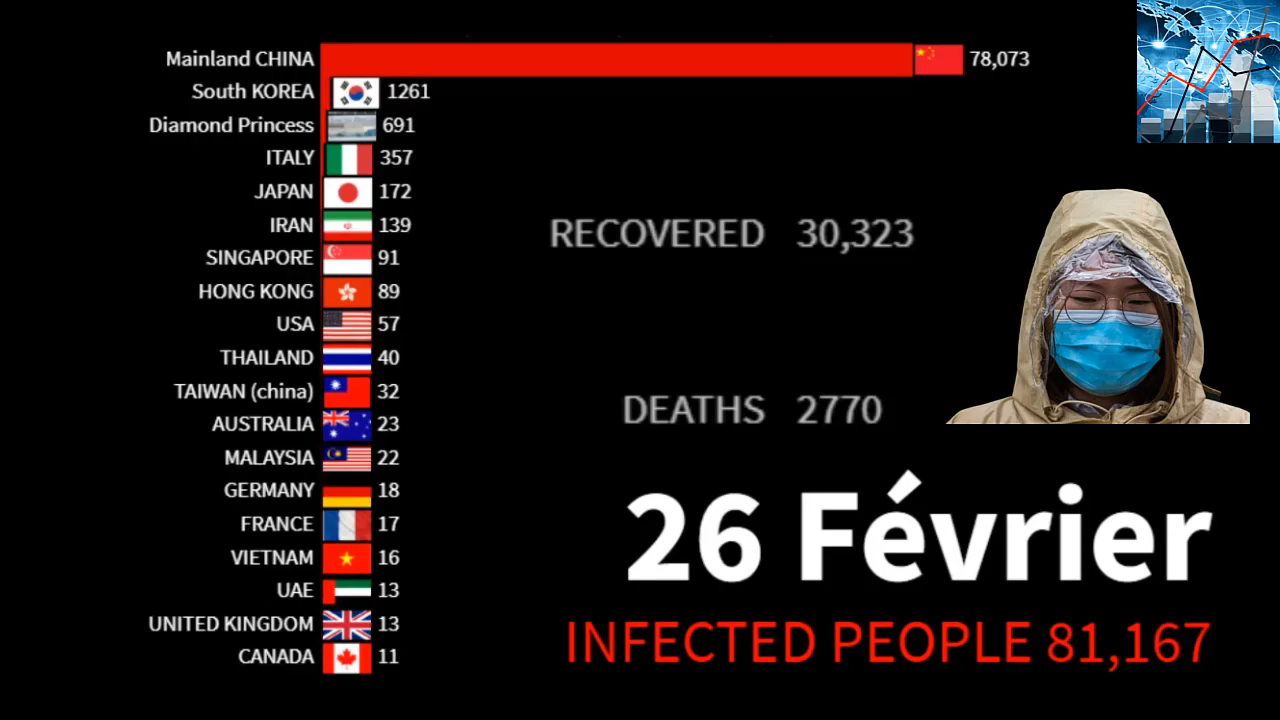 Mainland CHINA 78,073
South KOREA 1261
Diamond Princess 691
ITALY 357
JAPAN 172
IRAN 139
SINGAPORE 91
HONG KONG 89
USA 57
THAILAND 40
TAIWAN (china) 32
AUSTRALIA 23
MALAYSIA 22
GERMANY 18
FRANCE 17
VIETNAM 16
UAE 13
UNITED KINGDOM 13
CANADA 11
RECOVERED 30,323
DEATHS 2770
26 Février
INFECTED PEOPLE 81,167